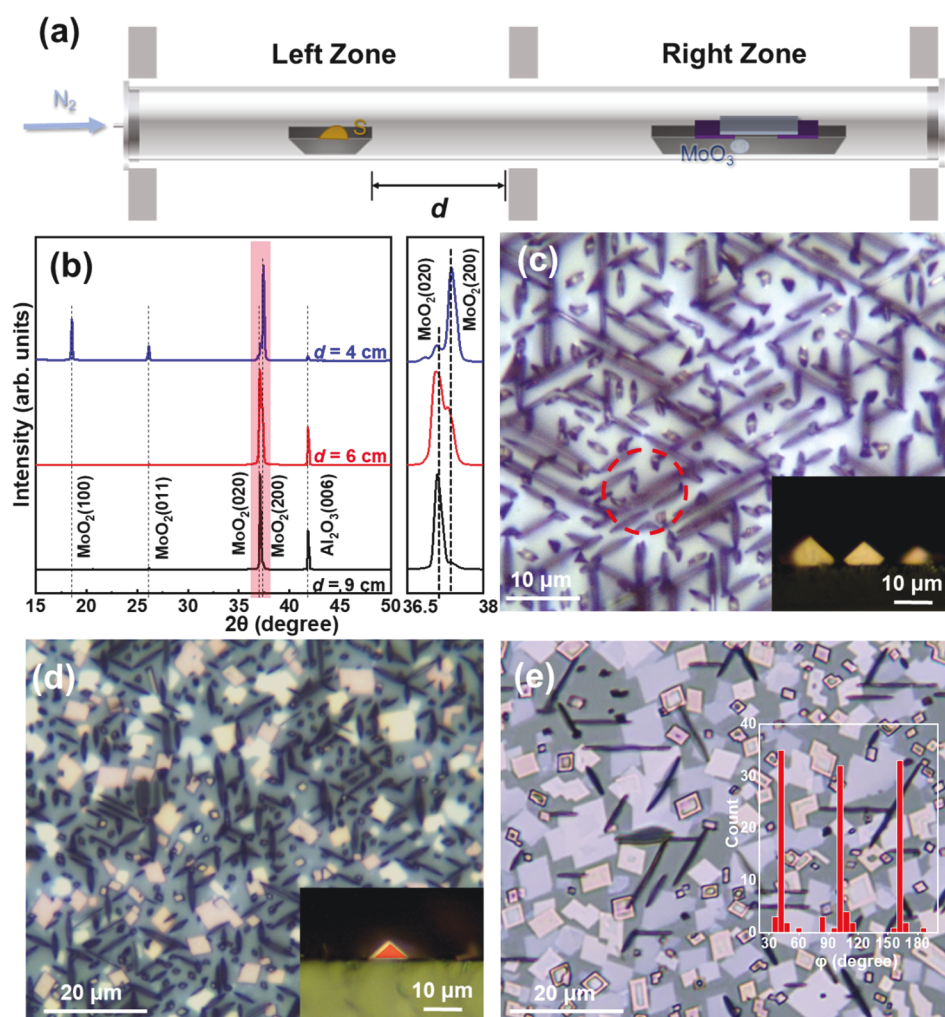 (a)
Left Zone
Right Zone
N₂
S
MoO₃
d
(b)
Intensity (arb. units)
d = 4 cm
d = 6 cm
d = 9 cm
MoO₂(100)
MoO₂(011)
MoO₂(020)
MoO₂(200)
Al₂O₃(006)
15 20 25 30 35 40 45 50
2θ (degree)
MoO₂(020)
MoO₂(200)
36.5 38
(c)
10 μm
10 μm
(d)
20 μm
10 μm
(e)
40
30
20
10
0
Count
30 60 90 110 150 180
φ (degree)
20 μm